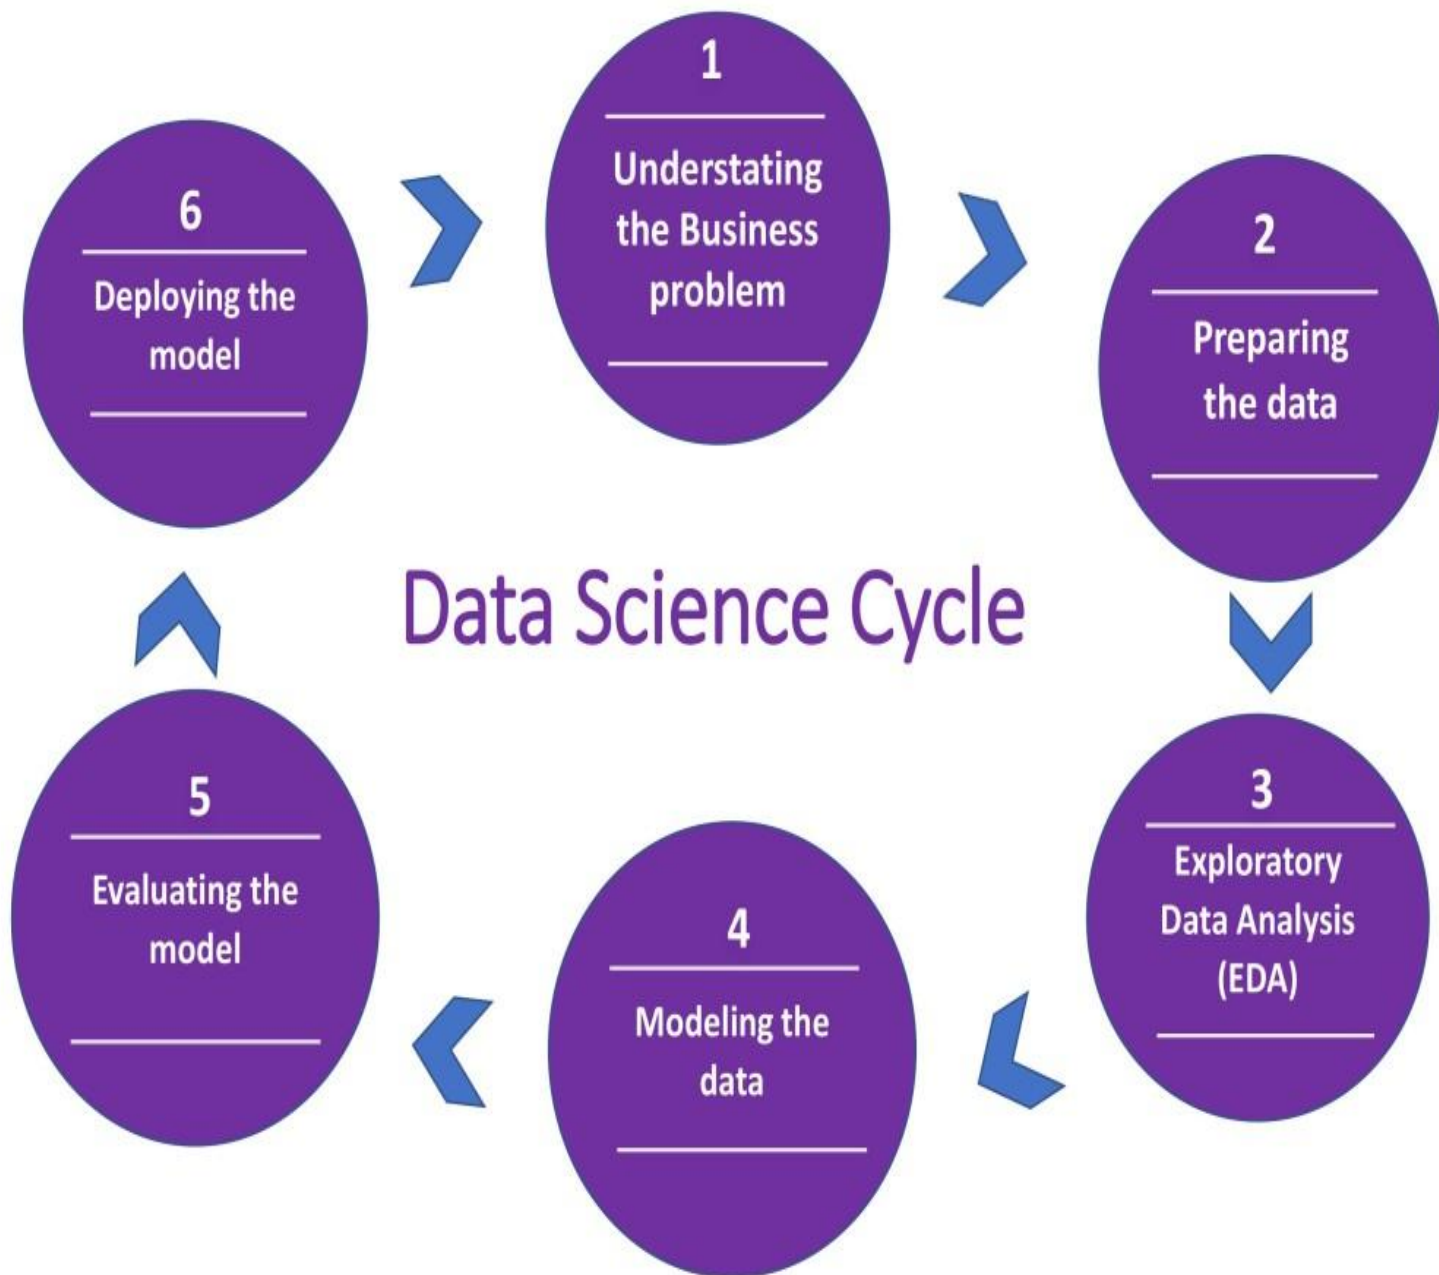 1
Understating
the Business
problem
2
Preparing
the data
3
Exploratory
Data Analysis
(EDA)
4
Modeling the
data
5
Evaluating the
model
6
Deploying the
model
Data Science Cycle